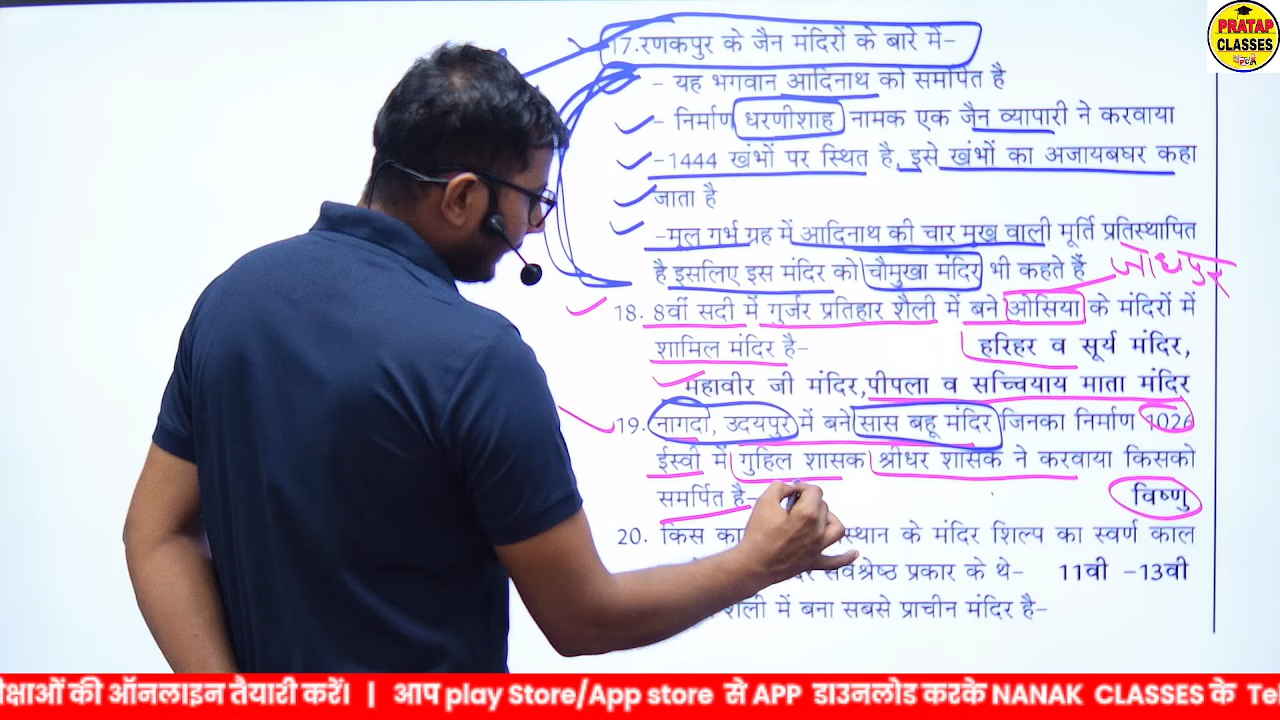 PRATAP
CLASSES
17.रणकपुर के जैन मंदिरों के बारे में-
- यह भगवान आदिनाथ को समर्पित है
- निर्माण धरणीशाह नामक एक जैन व्यापारी ने करवाया
-1444 खंभों पर स्थित है, इसे खंभों का अजायबघर कहा
जाता है
-मूल गर्भ ग्रह में आदिनाथ की चार मुख वाली मूर्ति प्रतिस्थापित
है इसलिए इस मंदिर को चौमुखा मंदिर भी कहते हैं
जोधपुर
18. 8वीं सदी में गुर्जर प्रतिहार शैली में बने ओसिया के मंदिरों में
शामिल मंदिर है- हरिहर व सूर्य मंदिर,
महावीर जी मंदिर,पीपला व सच्चियाय माता मंदिर
19. नागदा, उदयपुर में बने सास बहू मंदिर जिनका निर्माण 1026
ईस्वी में गुहिल शासक श्रीधर शासक ने करवाया किसको
समर्पित है- विष्णु
20. किस का स्थान के मंदिर शिल्प का स्वर्ण काल
सर्वश्रेष्ठ प्रकार के थे- 11वी -13वी
शैली में बना सबसे प्राचीन मंदिर है-
रीक्षाओं की ऑनलाइन तैयारी करें। | आप play Store/App store से APP डाउनलोड करके NANAK CLASSES के Te